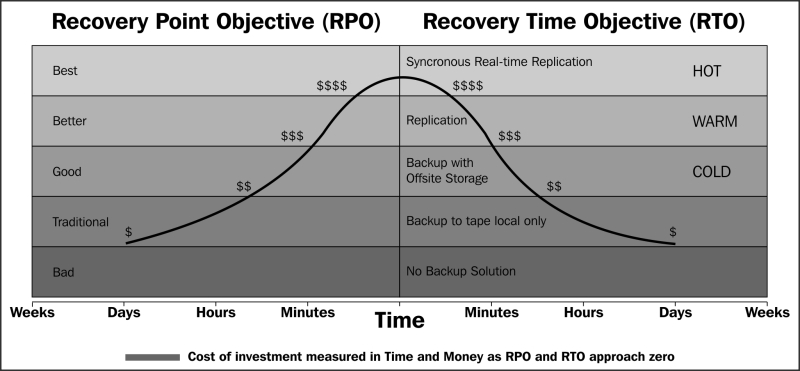 Recovery Point Objective (RPO) Recovery Time Objective (RTO)
Best
$$$$
Syncronous Real-time Replication
$$$$
HOT
Better
$$$
Replication
$$$
WARM
Good
$$
Backup with
Offsite Storage
$$
COLD
Traditional
$
Backup to tape local only
$
Bad
No Backup Solution
Weeks Days Hours Minutes Time Minutes Hours Days Weeks
Cost of investment measured in Time and Money as RPO and RTO approach zero